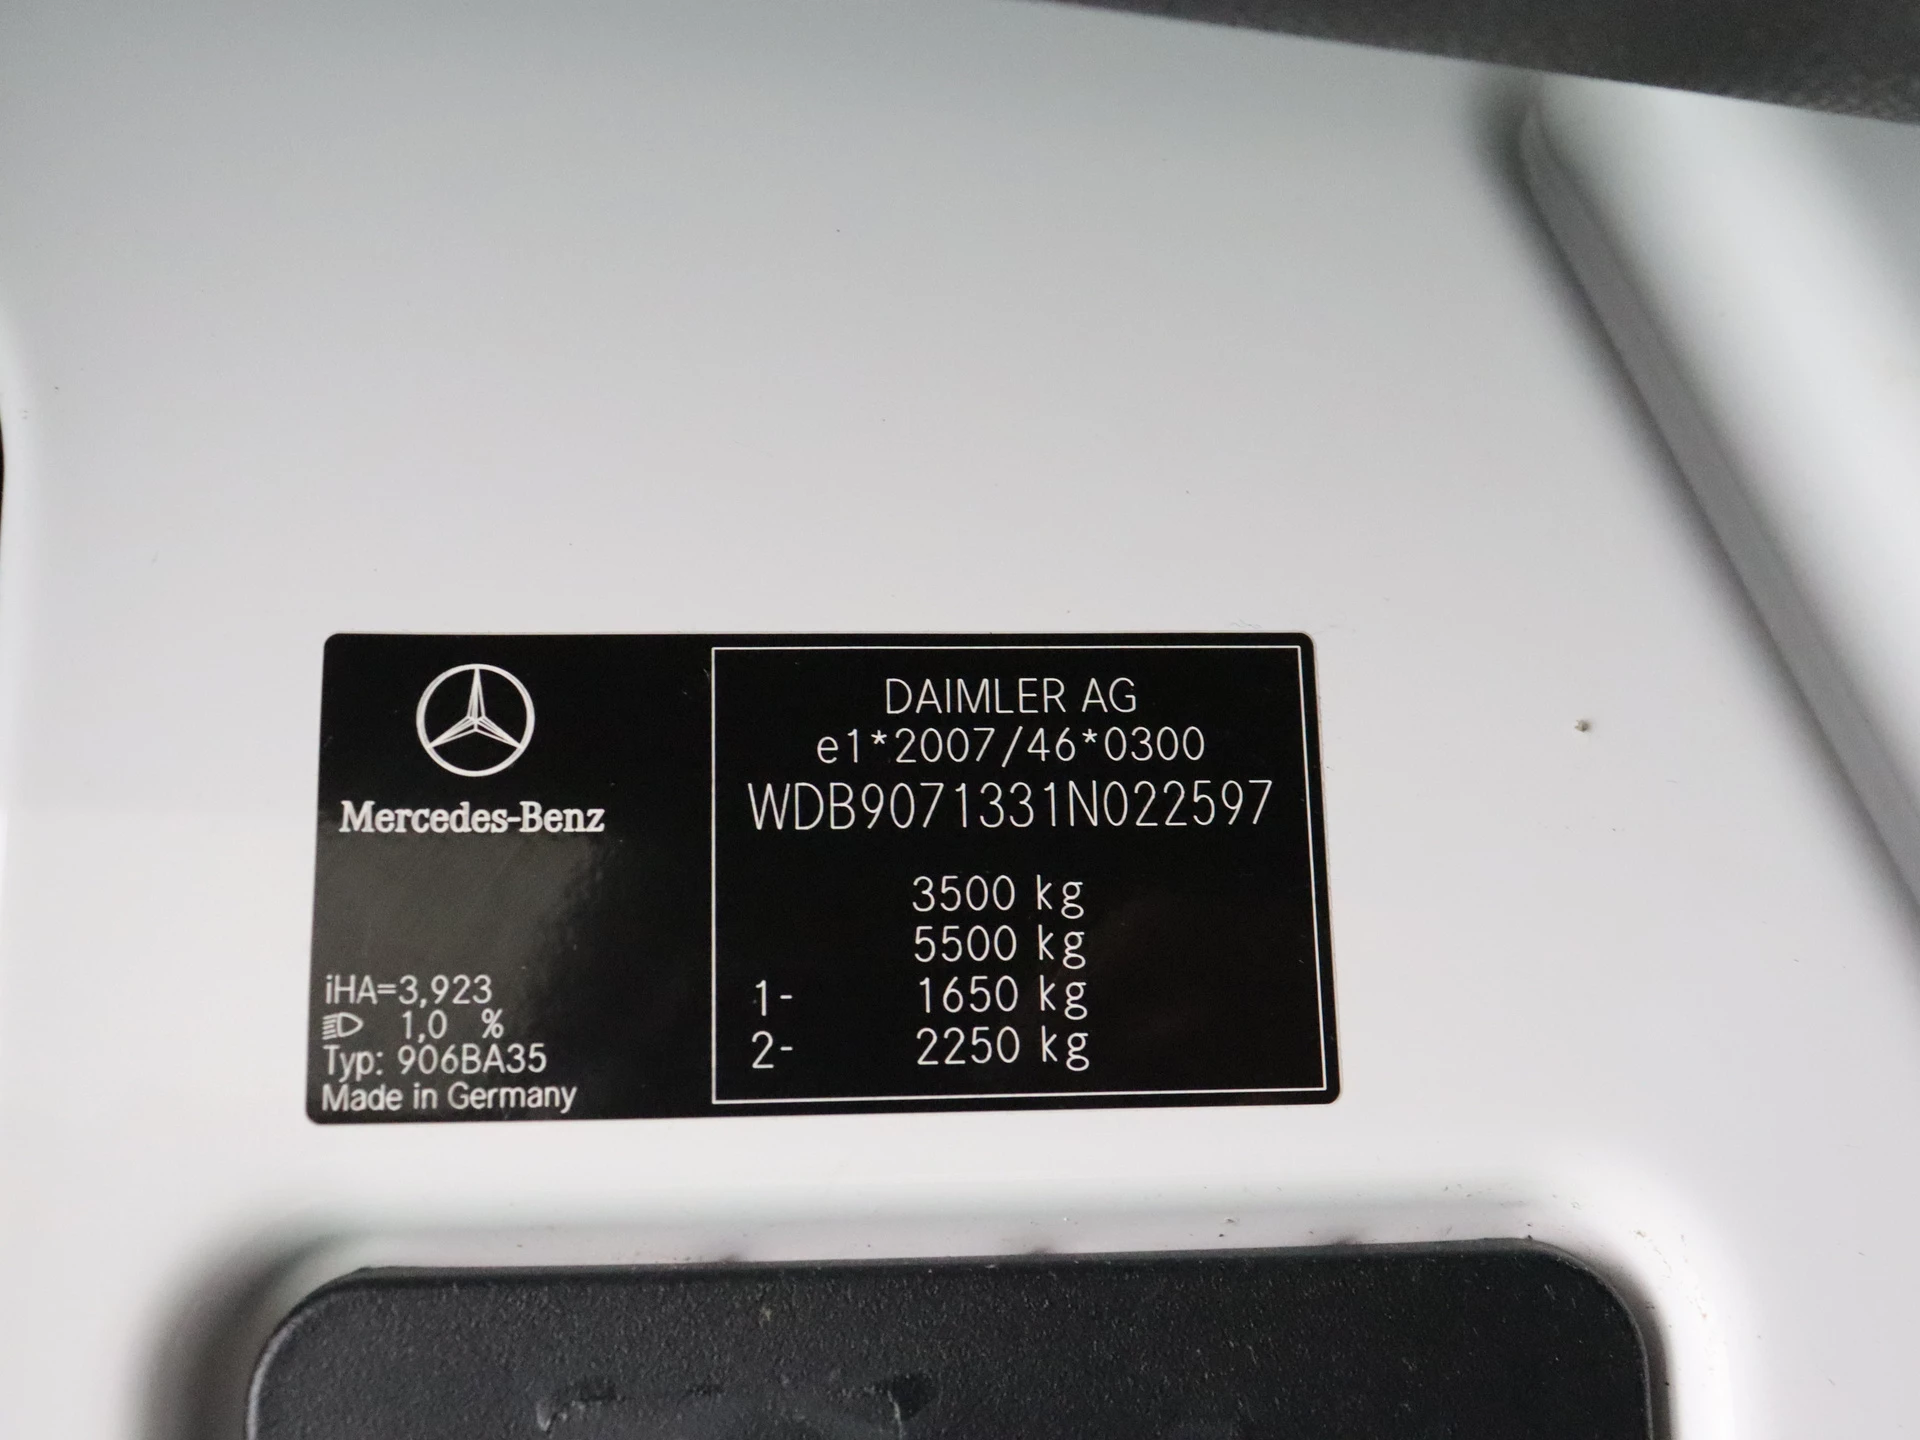 Mercedes-Benz
iHA=3,923
1,0 %
Typ: 906BA35
Made in Germany
DAIMLER AG
e1*2007/46*0300
WDB9071331N022597
3500 kg
5500 kg
1- 1650 kg
2- 2250 kg